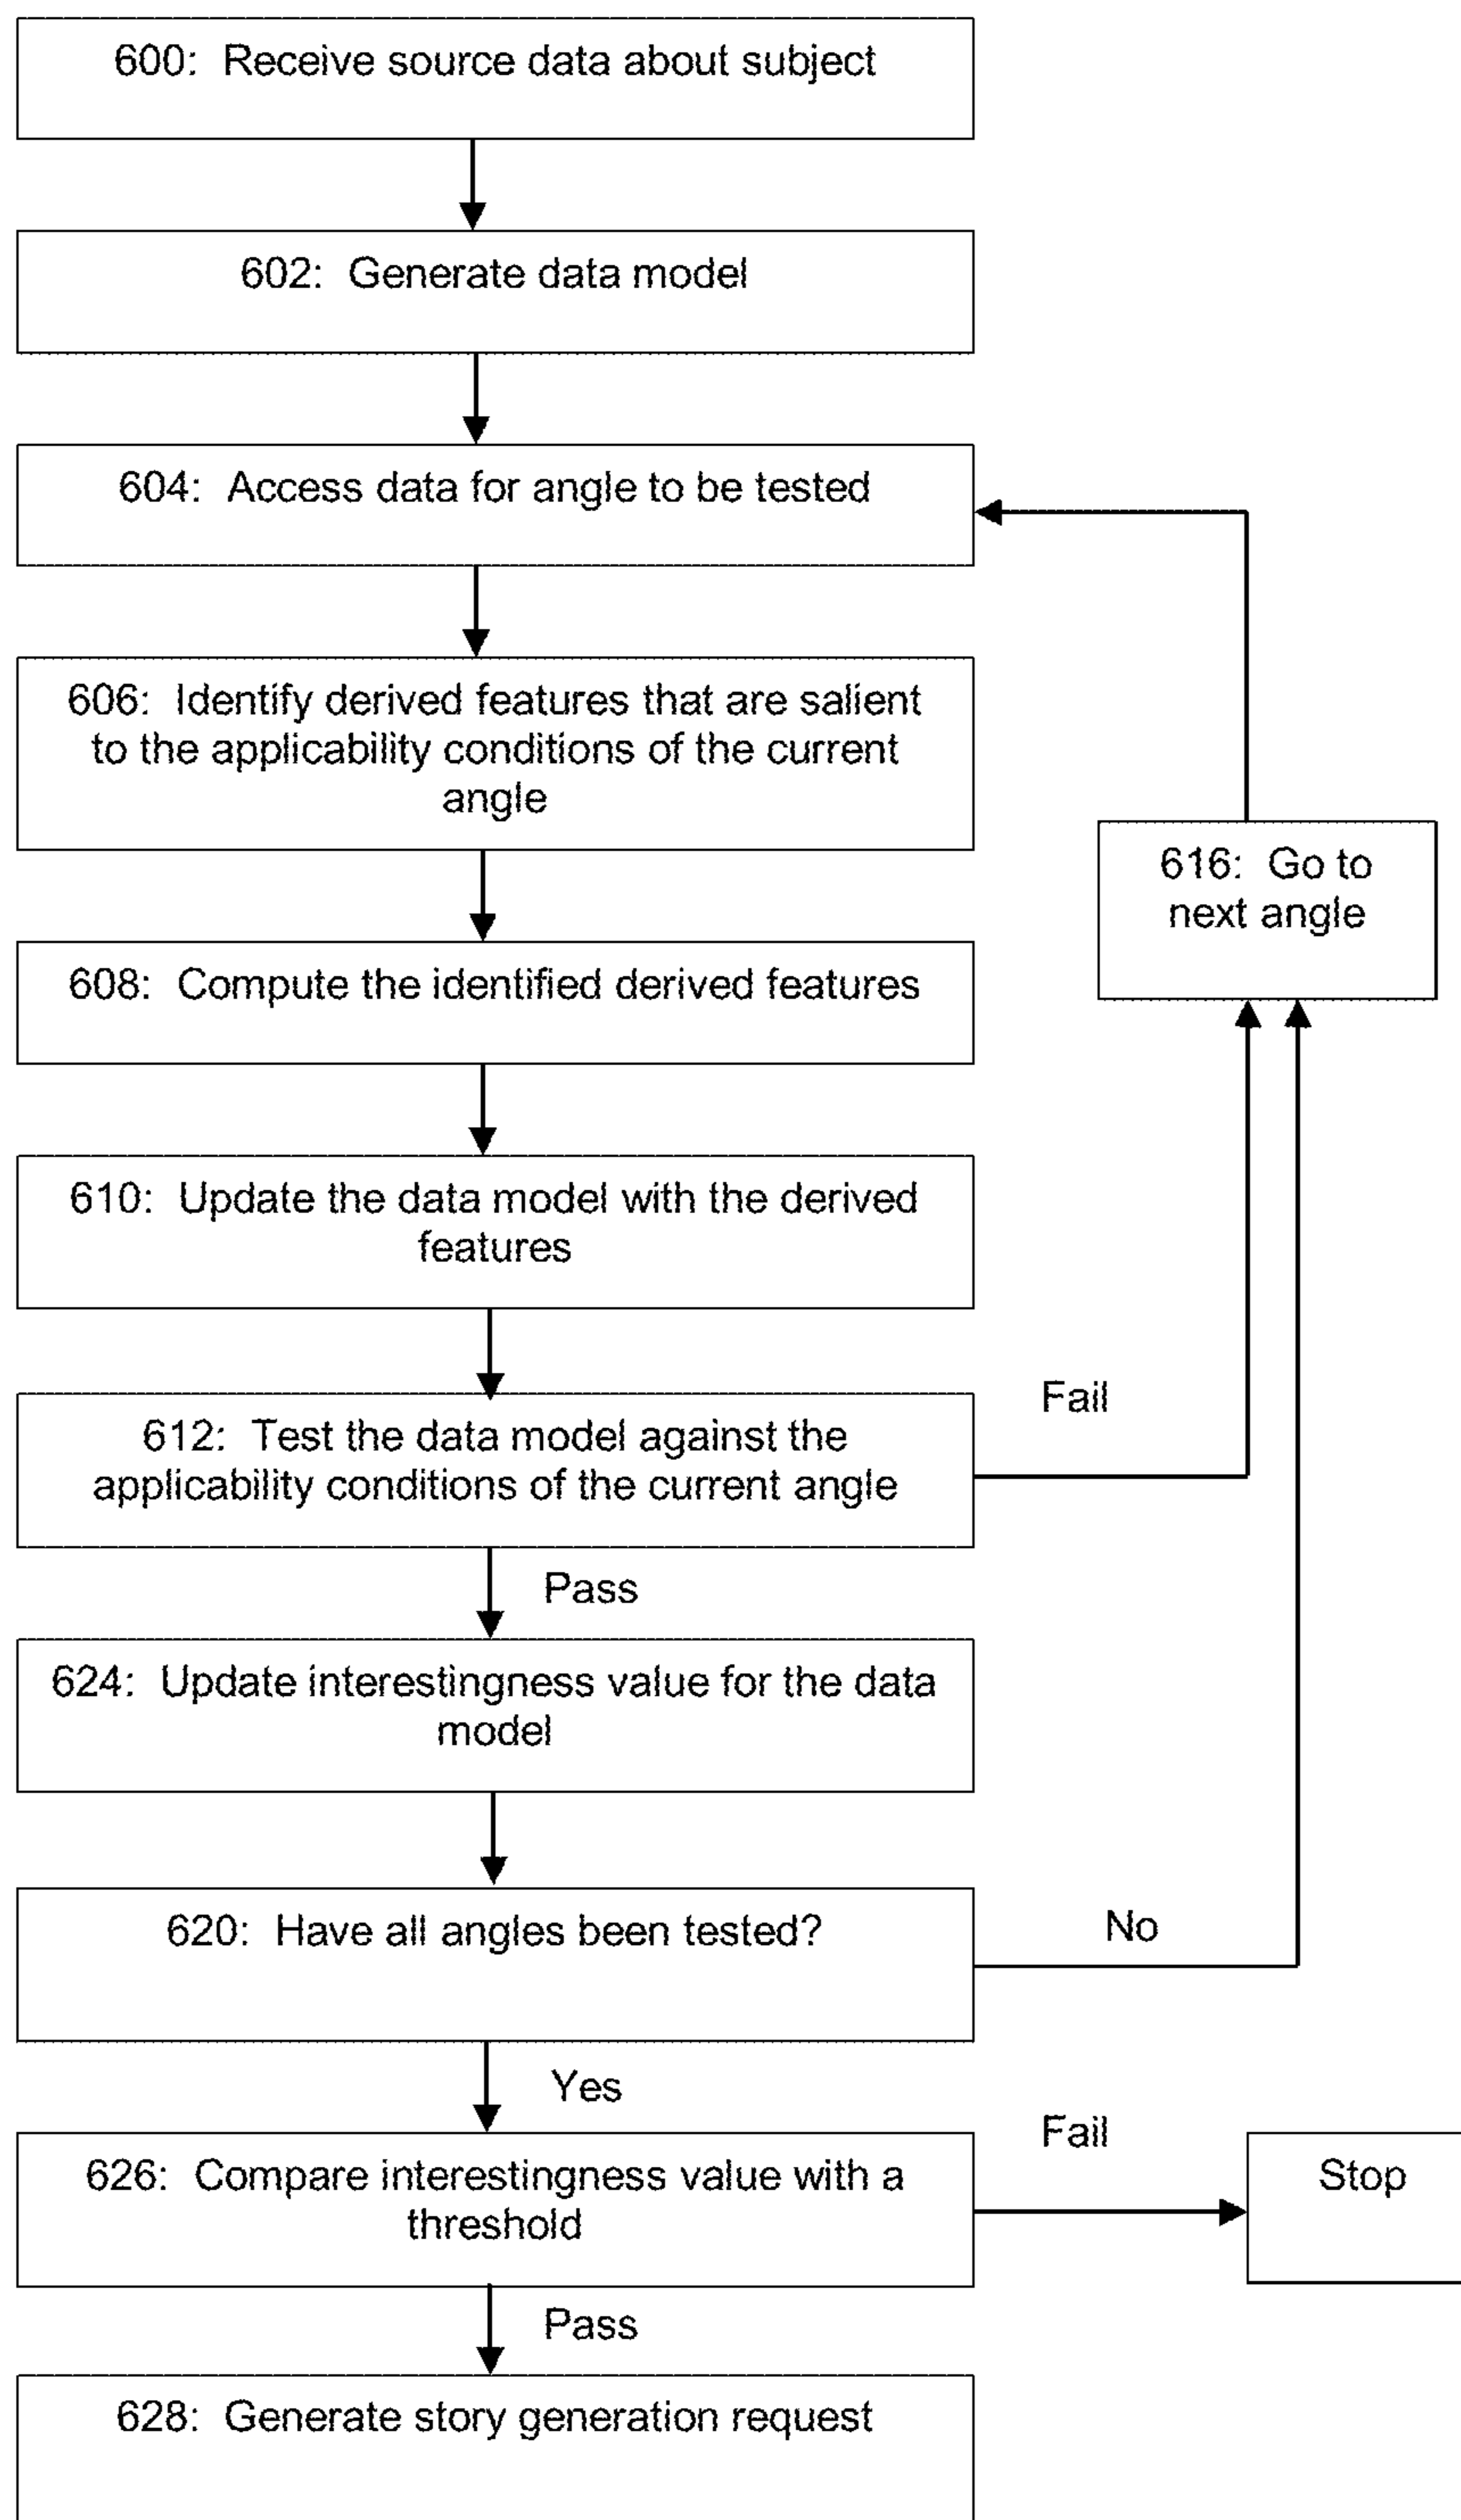 600: Receive source data about subject
602: Generate data model
604: Access data for angle to be tested
606: Identify derived features that are salient
to the applicability conditions of the current
angle
616: Go to
next angle
608: Compute the identified derived features
610: Update the data model with the derived
features
Fail
612: Test the data model against the
applicability conditions of the current angle
Pass
624: Update interestingness value for the data
model
620: Have all angles been tested?
No
Yes
Fail
626: Compare interestingness value with a
threshold
Stop
Pass
628: Generate story generation request